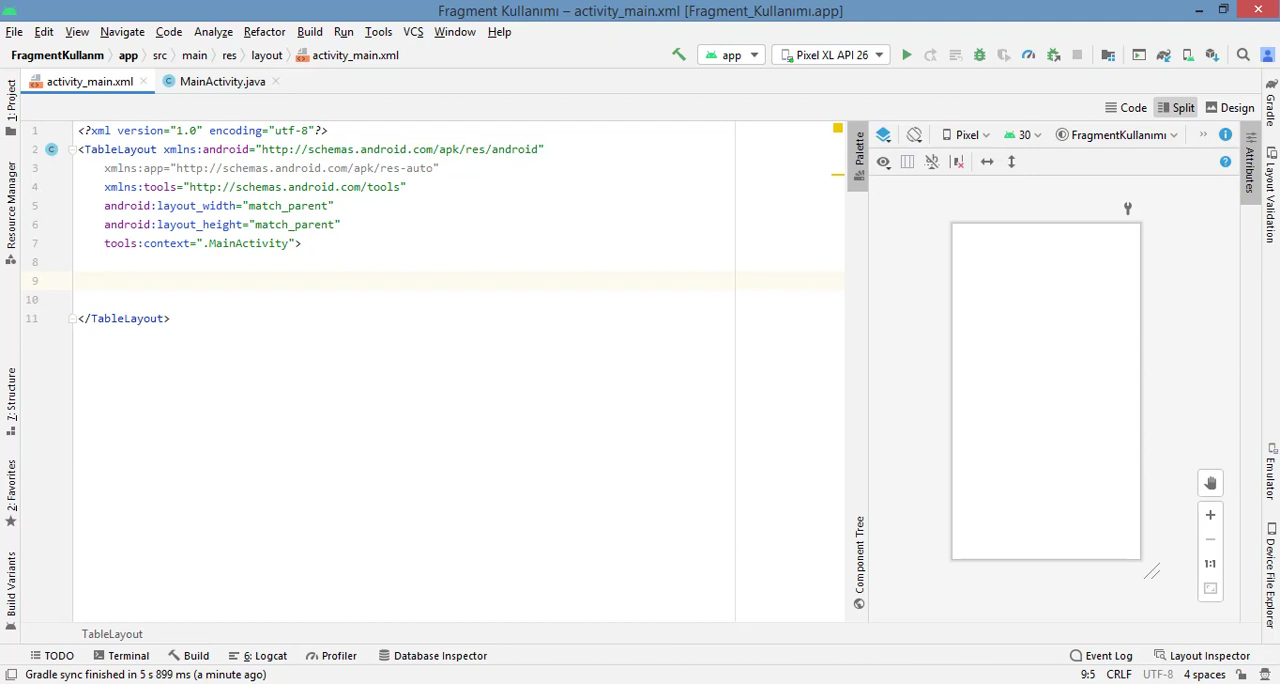 Fragment Kullanımı – activity_main.xml [Fragment_Kullanımı.app]
File Edit View Navigate Code Analyze Refactor Build Run Tools VCS Window Help
FragmentKullanm app src main res layout activity_main.xml app Pixel XL API 26
activity_main.xml MainActivity.java
Code Split Design
1 <?xml version="1.0" encoding="utf-8"?>
2 <TableLayout xmlns:android="http://schemas.android.com/apk/res/android"
3 xmlns:app="http://schemas.android.com/apk/res-auto"
4 xmlns:tools="http://schemas.android.com/tools"
5 android:layout_width="match_parent"
6 android:layout_height="match_parent"
7 tools:context=".MainActivity">
8
9
10
11 </TableLayout>
Pixel 30 FragmentKullanımı
1:1
TableLayout
1: Project
Resource Manager
7: Structure
2: Favorites
Build Variants
Palette
Component Tree
Attributes
Gradle
Layout Validation
Emulator
Device File Explorer
TODO Terminal Build 6: Logcat Profiler Database Inspector Event Log Layout Inspector
Gradle sync finished in 5 s 899 ms (a minute ago) 9:5 CRLF UTF-8 4 spaces